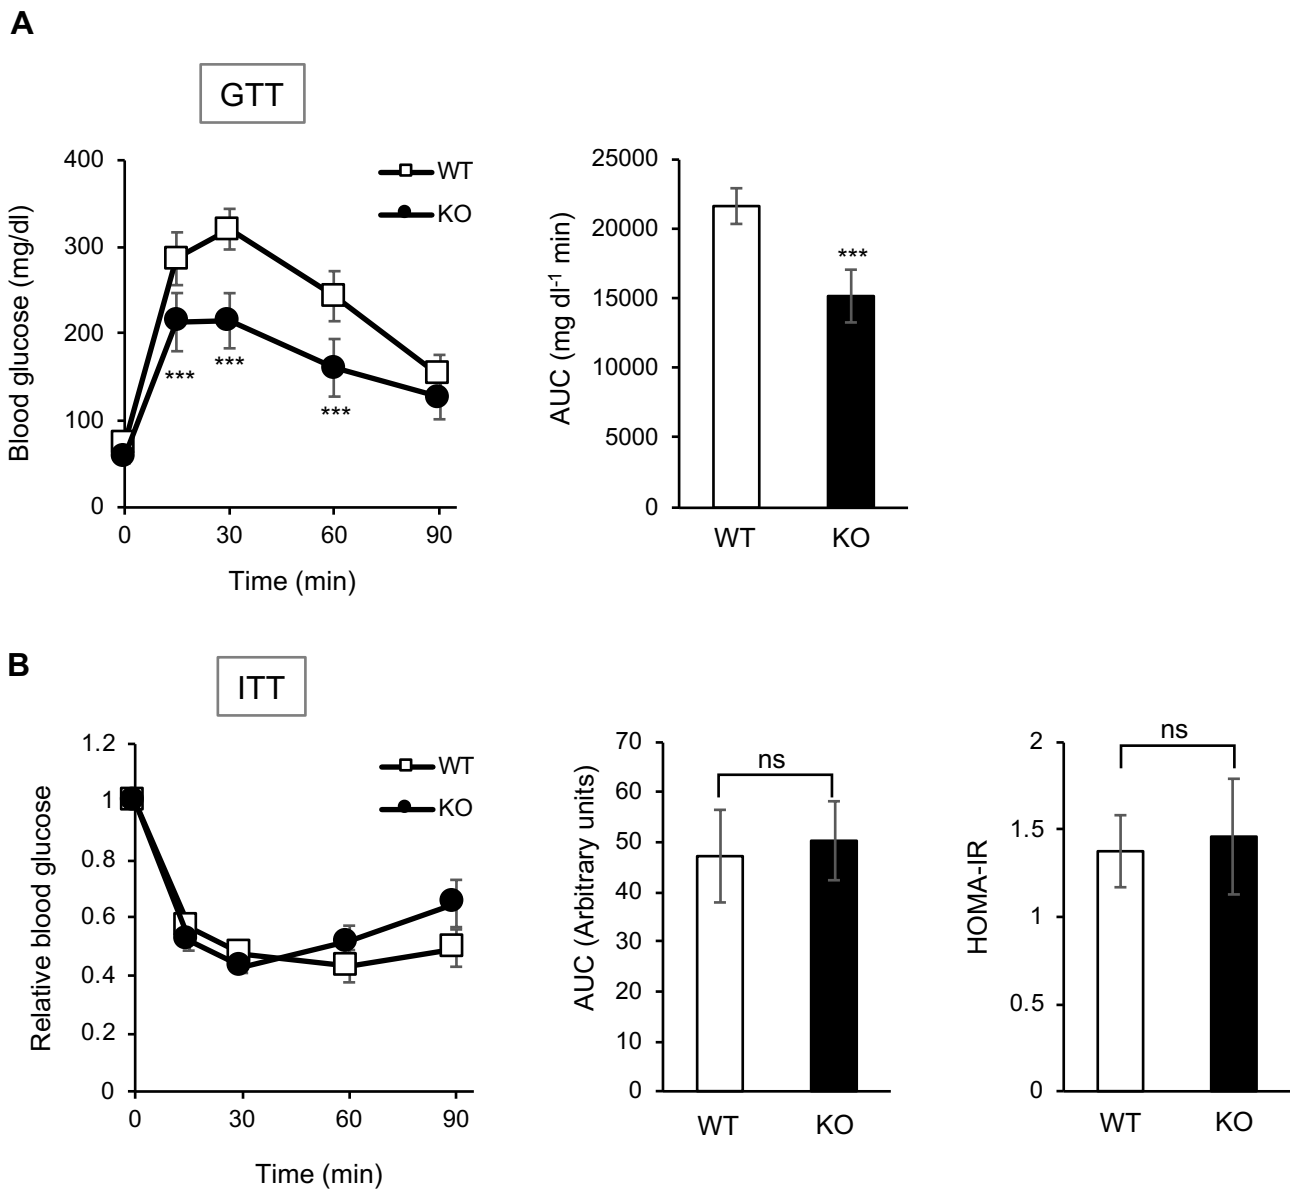 A
GTT
Blood glucose (mg/dl)
400
300
200
100
0
0 30 60 90
Time (min)
WT
KO
***
***
***
AUC (mg dl-1 min)
25000
20000
15000
10000
5000
0
***
WT KO
B
ITT
Relative blood glucose
1.2
1
0.8
0.6
0.4
0.2
0
0 30 60 90
Time (min)
WT
KO
AUC (Arbitrary units)
70
60
50
40
30
20
10
0
ns
WT KO
HOMA-IR
2
1.5
1
0.5
0
ns
WT KO